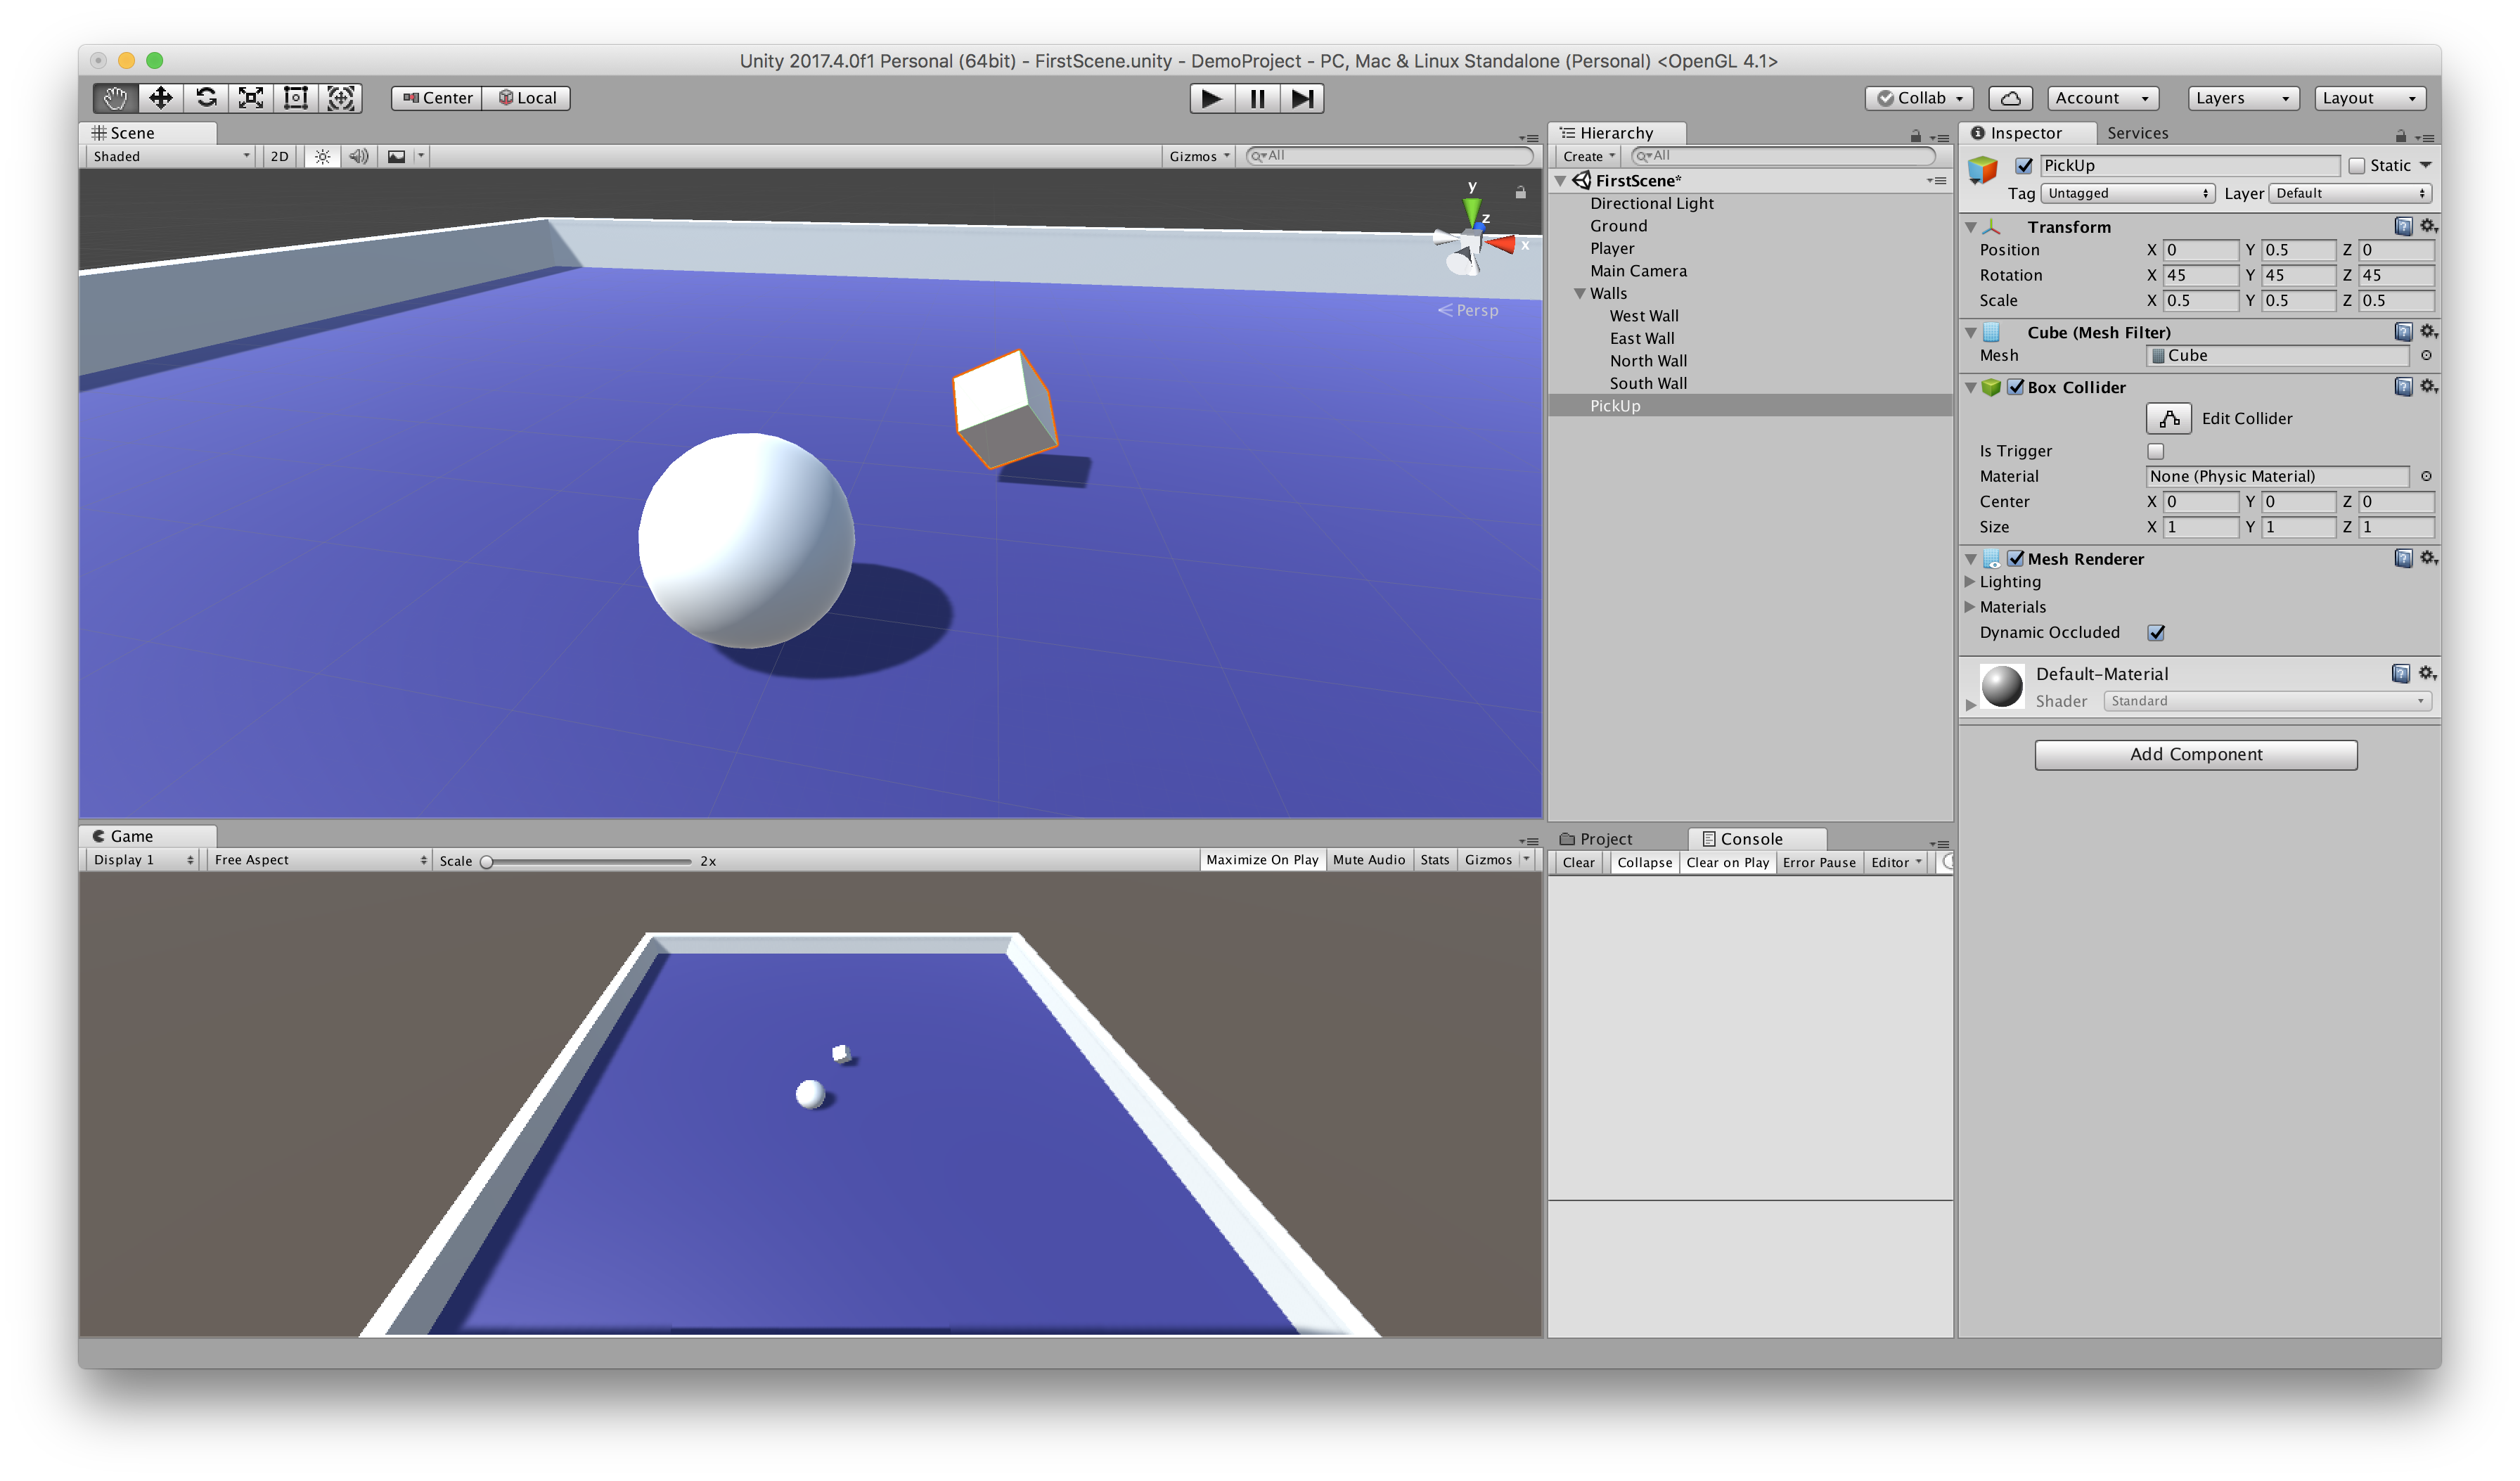 Unity 2017.4.0f1 Personal (64bit) - FirstScene.unity - DemoProject - PC, Mac & Linux Standalone (Personal) <OpenGL 4.1>
Center Local Collab Account Layers Layout
Scene
Shaded 2D Gizmos All
y
z
x
Persp
Hierarchy
Create All
FirstScene*
Directional Light
Ground
Player
Main Camera
Walls
West Wall
East Wall
North Wall
South Wall
PickUp
Inspector Services
PickUp Static
Tag Untagged Layer Default
Transform
Position X 0 Y 0.5 Z 0
Rotation X 45 Y 45 Z 45
Scale X 0.5 Y 0.5 Z 0.5
Cube (Mesh Filter)
Mesh Cube
Box Collider
Edit Collider
Is Trigger
Material None (Physic Material)
Center X 0 Y 0 Z 0
Size X 1 Y 1 Z 1
Mesh Renderer
Lighting
Materials
Dynamic Occluded
Default-Material
Shader Standard
Add Component
Game
Display 1 Free Aspect Scale 2x Maximize On Play Mute Audio Stats Gizmos
Project Console
Clear Collapse Clear on Play Error Pause Editor